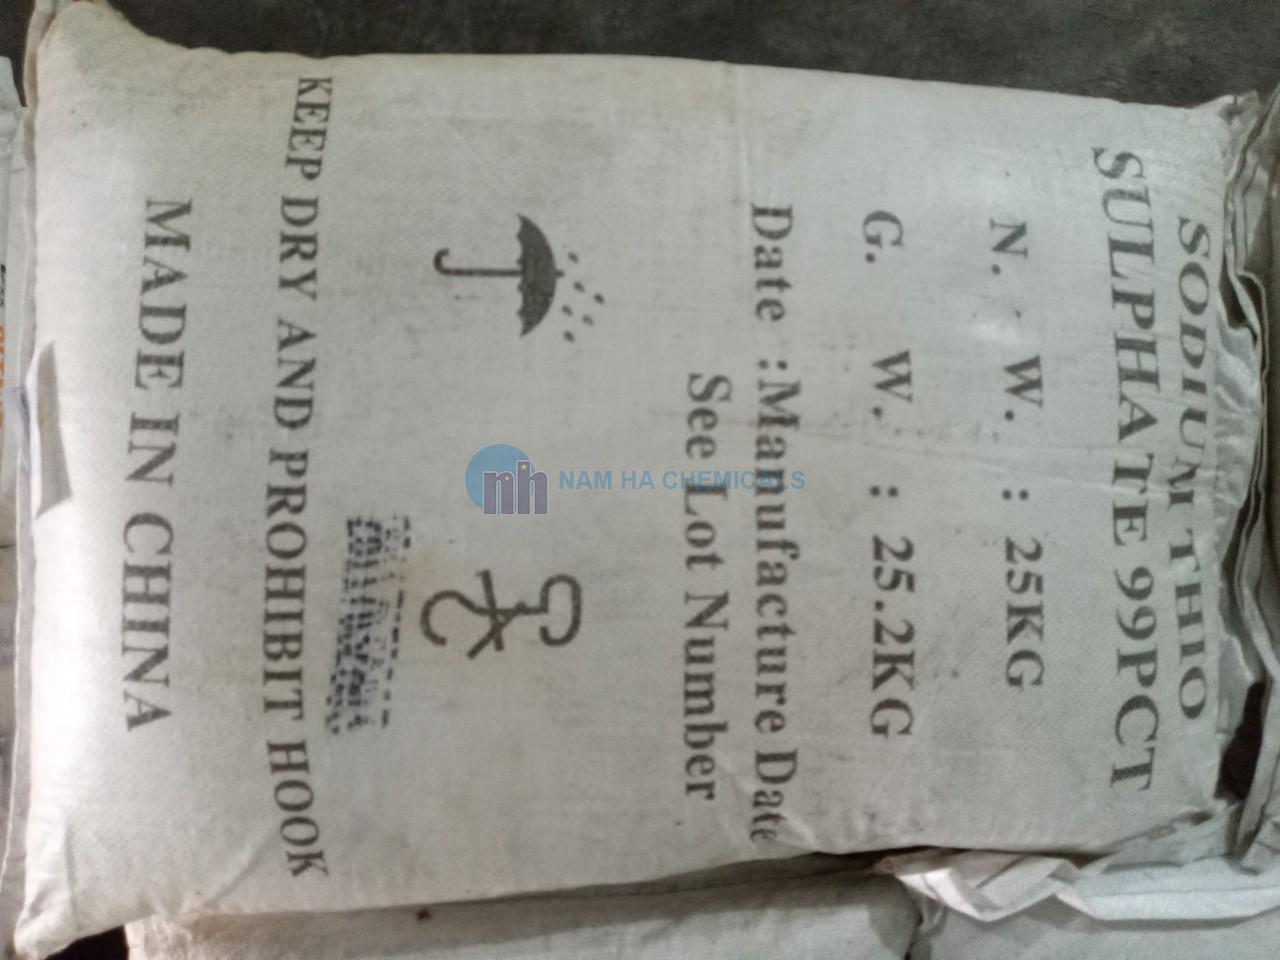 SODIUM THIO
SULPHATE 99PCT
N. W. : 25KG
G. W. : 25.2KG
Date :Manufacture Date
See Lot Number
KEEP DRY AND PROHIBIT HOOK
MADE IN CHINA
nh NAM HA CHEMICALS